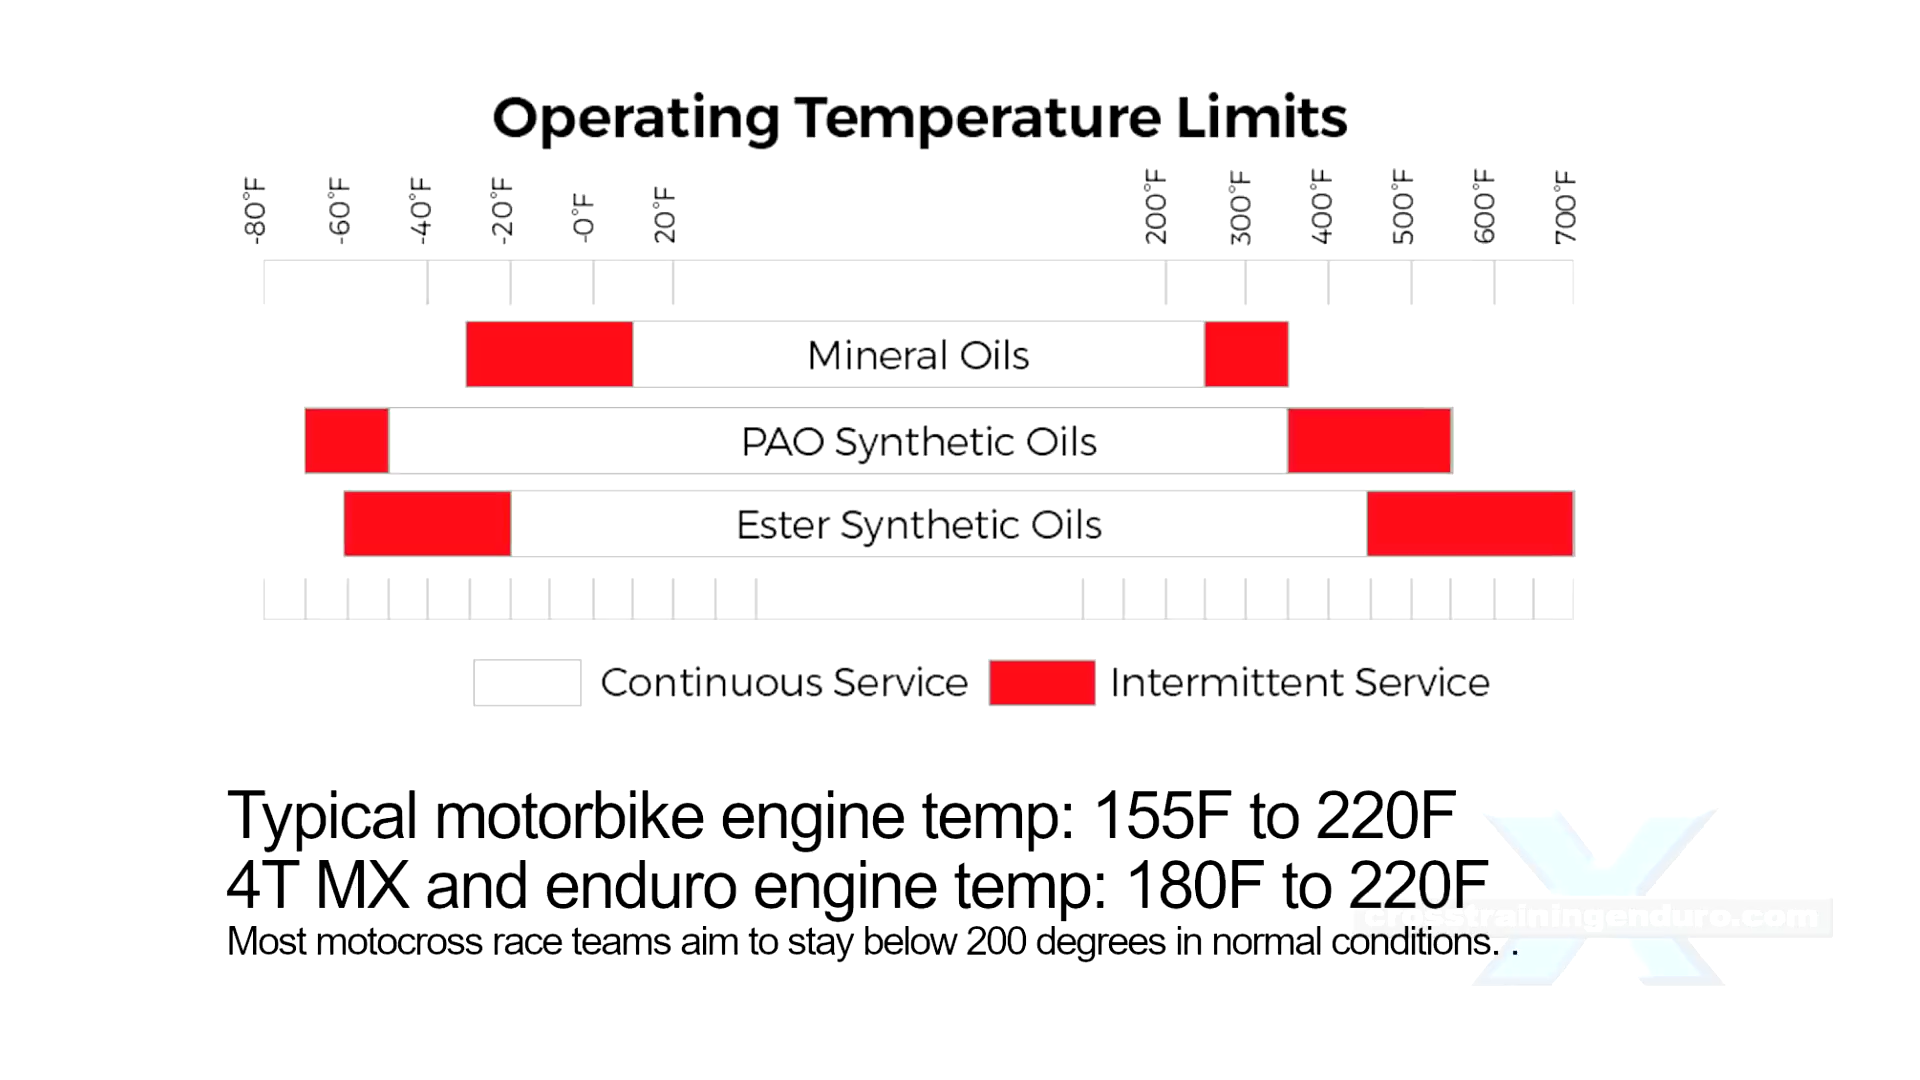 Operating Temperature Limits
-80°F -60°F -40°F -20°F -0°F 20°F 200°F 300°F 400°F 500°F 600°F 700°F
Mineral Oils
PAO Synthetic Oils
Ester Synthetic Oils
Continuous Service Intermittent Service
Typical motorbike engine temp: 155F to 220F
4T MX and enduro engine temp: 180F to 220F
crosstrainingenduro.com
Most motocross race teams aim to stay below 200 degrees in normal conditions. .